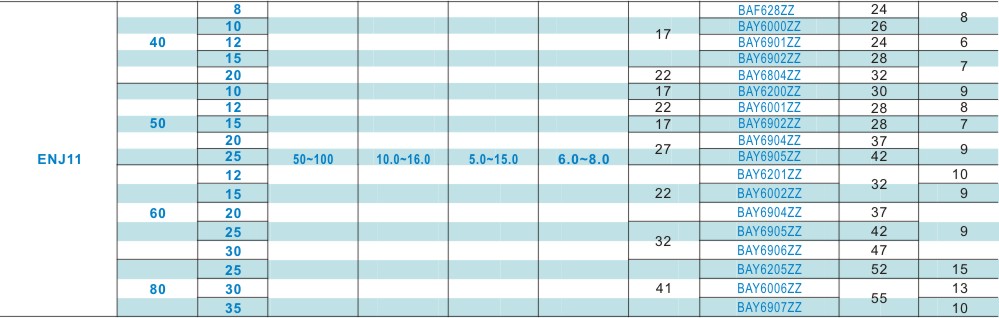 8 BAF628ZZ 24 8
10 BAY6000ZZ 26
17
40 12 BAY6901ZZ 24 6
15 BAY6902ZZ 28 7
20 22 BAY6804ZZ 32
10 17 BAY6200ZZ 30 9
12 22 BAY6001ZZ 28 8
50 15 17 BAY6902ZZ 28 7
20 BAY6904ZZ 37
27 9
ENJ11 25 50~100 10.0~16.0 5.0~15.0 6.0~8.0 BAY6905ZZ 42
12 BAY6201ZZ 10
32
15 22 BAY6002ZZ 9
60 20 BAY6904ZZ 37
25 BAY6905ZZ 42 9
32
30 BAY6906ZZ 47
25 BAY6205ZZ 52 15
80 30 41 BAY6006ZZ 13
55
35 BAY6907ZZ 10